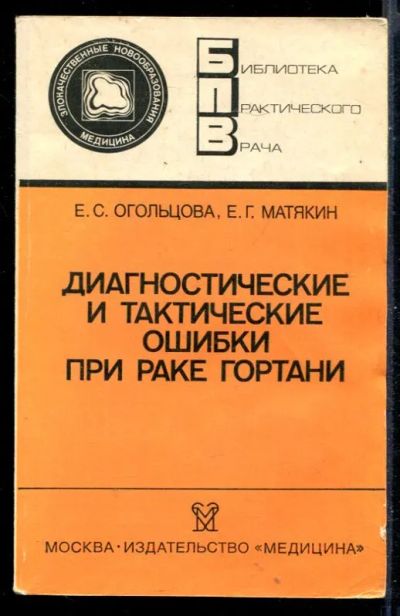 ЗЛОКАЧЕСТВЕННЫЕ НОВООБРАЗОВАНИЯ
МЕДИЦИНА
БИБЛИОТЕКА
ПРАКТИЧЕСКОГО
ВРАЧА
Е. С. ОГОЛЬЦОВА, Е. Г. МАТЯКИН
ДИАГНОСТИЧЕСКИЕ
И ТАКТИЧЕСКИЕ
ОШИБКИ
ПРИ РАКЕ ГОРТАНИ
М
МОСКВА · ИЗДАТЕЛЬСТВО «МЕДИЦИНА»